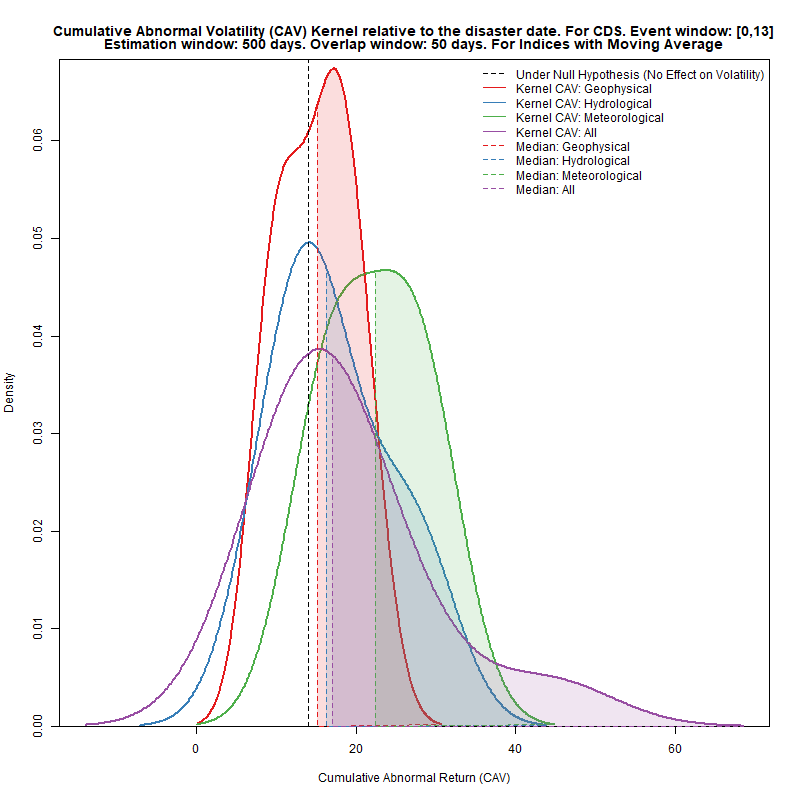 Cumulative Abnormal Volatility (CAV) Kernel relative to the disaster date. For CDS. Event window: [0,13]
Estimation window: 500 days. Overlap window: 50 days. For Indices with Moving Average
Under Null Hypothesis (No Effect on Volatility)
Kernel CAV: Geophysical
Kernel CAV: Hydrological
Kernel CAV: Meteorological
Kernel CAV: All
Median: Geophysical
Median: Hydrological
Median: Meteorological
Median: All
Density
0.06
0.05
0.04
0.03
0.02
0.01
0.00
0
20
40
60
Cumulative Abnormal Return (CAV)